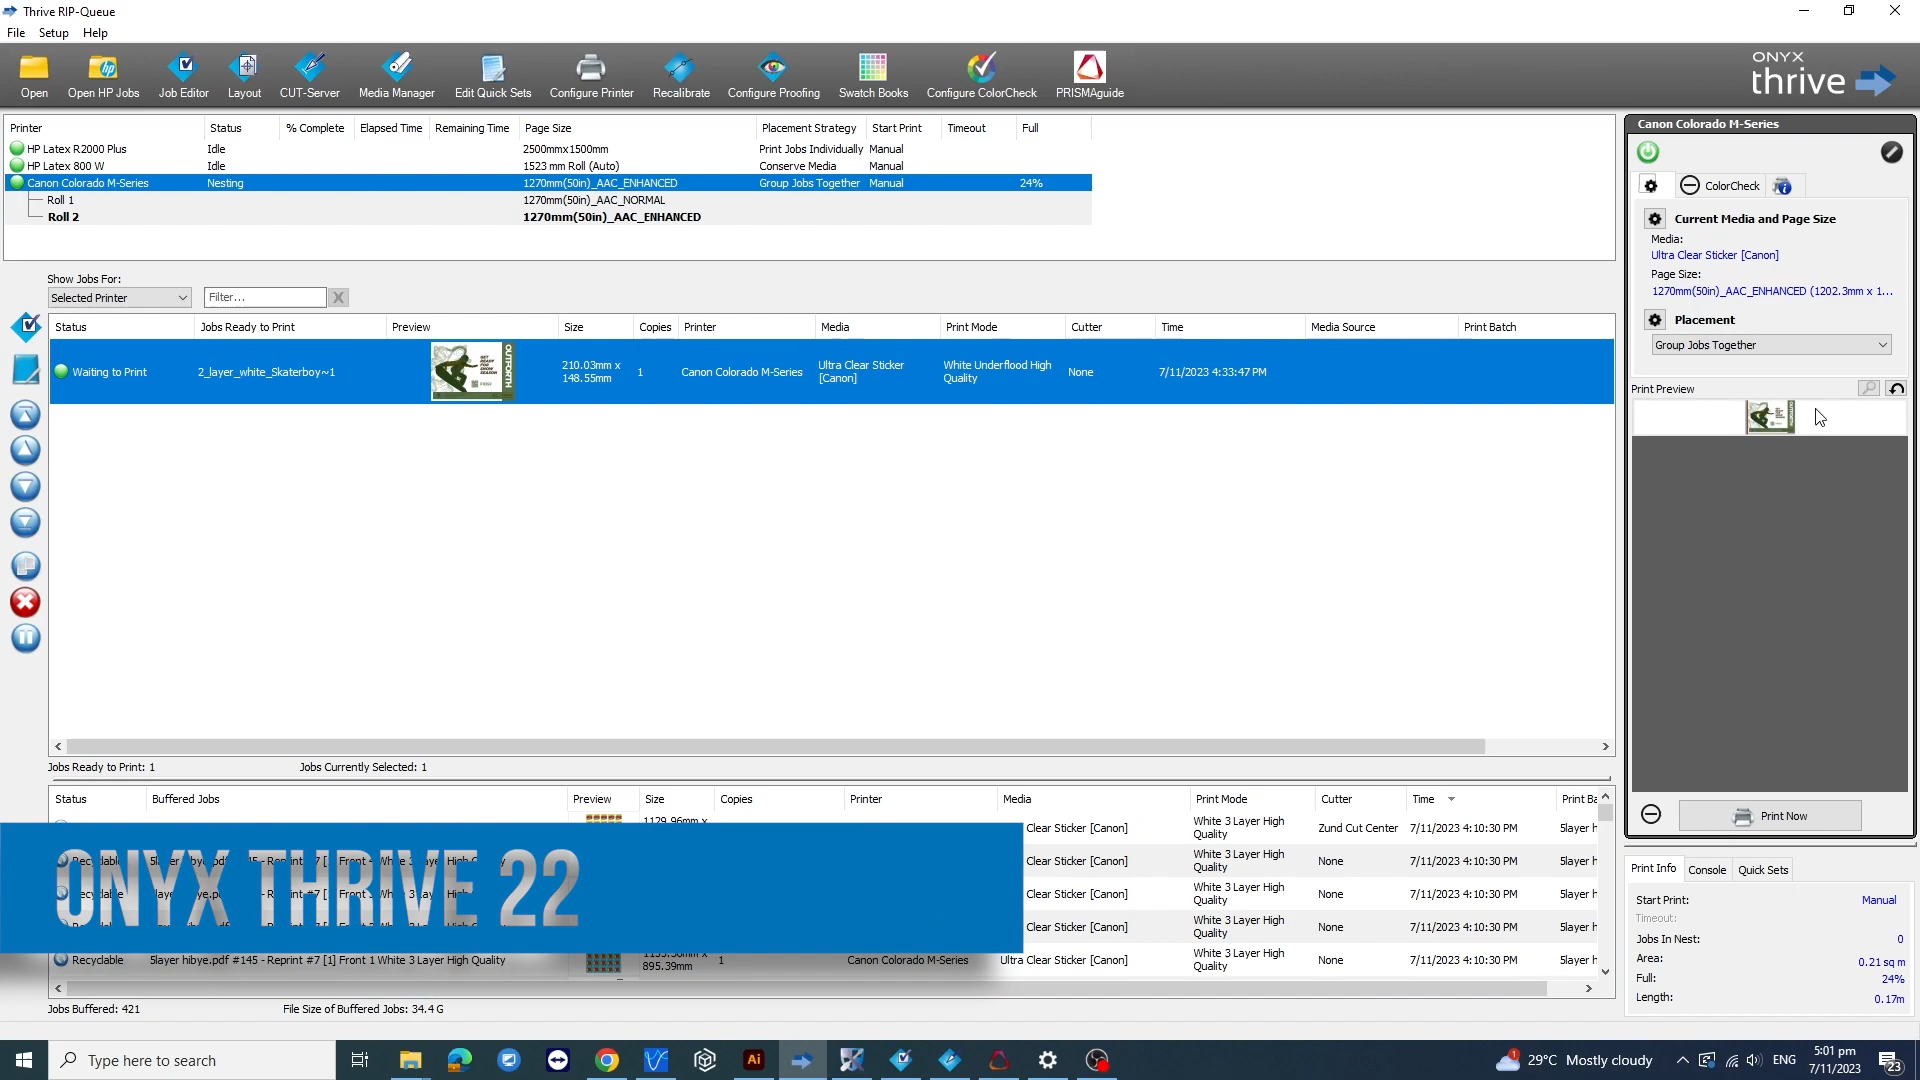 Thrive RIP-Queue
File Setup Help
Open Open HP Jobs Job Editor Layout CUT-Server Media Manager Edit Quick Sets Configure Printer Recalibrate Configure Proofing Swatch Books Configure ColorCheck PRISMAguide
ONYX
thrive
Printer Status % Complete Elapsed Time Remaining Time Page Size Placement Strategy Start Print Timeout Full
HP Latex R2000 Plus Idle 2500mmx1500mm Print Jobs Individually Manual
HP Latex 800 W Idle 1523 mm Roll (Auto) Conserve Media Manual
Canon Colorado M-Series Nesting 1270mm(50in)_AAC_ENHANCED Group Jobs Together Manual 24%
Roll 1 1270mm(50in)_AAC_NORMAL
Roll 2 1270mm(50in)_AAC_ENHANCED
Show Jobs For:
Selected Printer Filter... X
Status Jobs Ready to Print Preview Size Copies Printer Media Print Mode Cutter Time Media Source Print Batch
Waiting to Print 2_layer_white_Skaterboy~1 210.03mm x 148.55mm 1 Canon Colorado M-Series Ultra Clear Sticker [Canon] White Underflood High Quality None 7/11/2023 4:33:47 PM
Jobs Ready to Print: 1 Jobs Currently Selected: 1
Status Buffered Jobs Preview Size Copies Printer Media Print Mode Cutter Time Print Ba
Clear Sticker [Canon] White 3 Layer High Quality Zund Cut Center 7/11/2023 4:10:30 PM 5layer h
Clear Sticker [Canon] White 3 Layer High Quality None 7/11/2023 4:10:30 PM 5layer h
Clear Sticker [Canon] White 3 Layer High Quality None 7/11/2023 4:10:30 PM 5layer h
Clear Sticker [Canon] White 3 Layer High Quality None 7/11/2023 4:10:30 PM 5layer h
Recyclable 5layer hibye.pdf #145 - Reprint #7 [1] Front 1 White 3 Layer High Quality 895.39mm 1 Canon Colorado M-Series Ultra Clear Sticker [Canon] White 3 Layer High Quality None 7/11/2023 4:10:30 PM 5layer h
ONYX THRIVE 22
Jobs Buffered: 421 File Size of Buffered Jobs: 34.4 G
Canon Colorado M-Series
ColorCheck
Current Media and Page Size
Media:
Ultra Clear Sticker [Canon]
Page Size:
1270mm(50in)_AAC_ENHANCED (1202.3mm x 1...
Placement
Group Jobs Together
Print Preview
Print Now
Print Info Console Quick Sets
Start Print: Manual
Timeout:
Jobs In Nest: 0
Area: 0.21 sq m
Full: 24%
Length: 0.17m
Type here to search
Ai
29°C Mostly cloudy
ENG
5:01 pm
7/11/2023
23